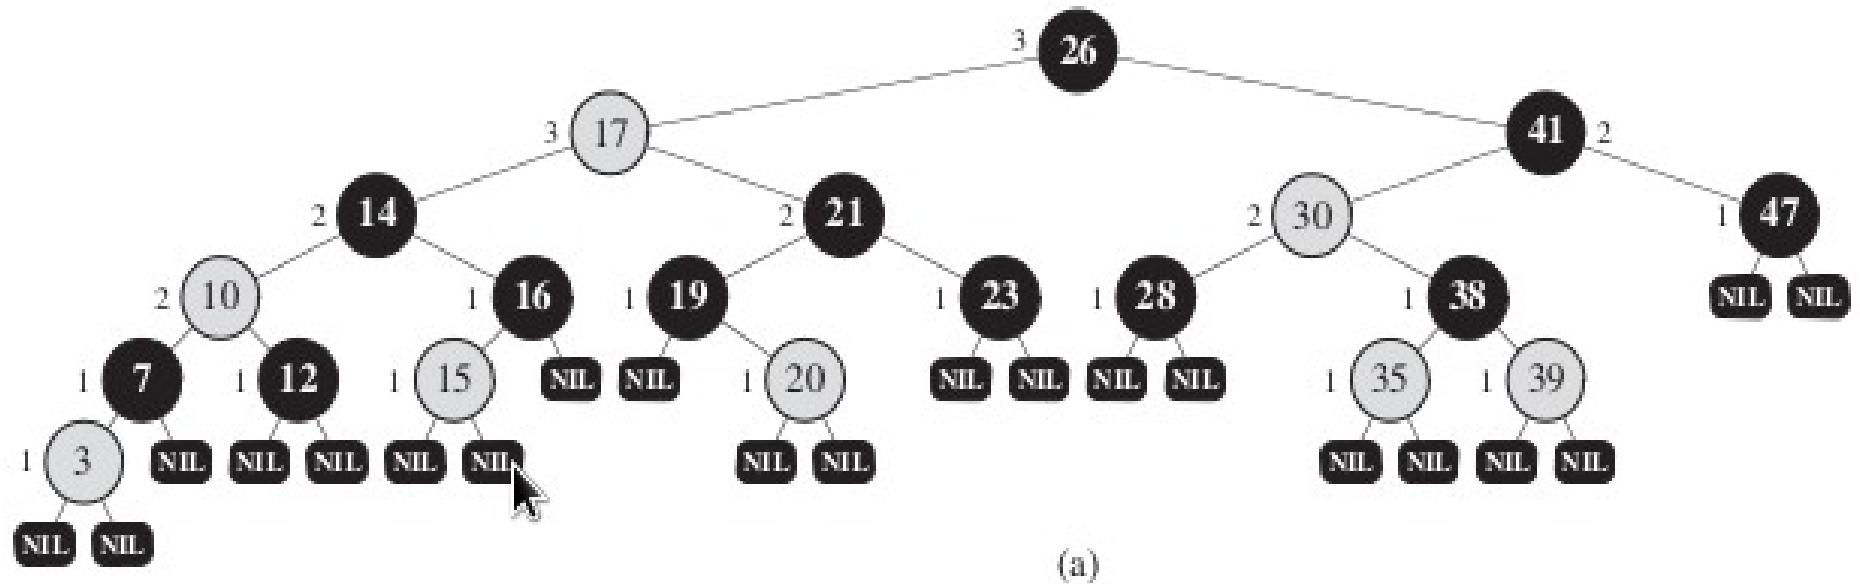 3 26
3 17 41 2
2 14 2 21 2 30 1 47
2 10 1 16 1 19 1 23 1 28 1 38 NIL NIL
1 7 1 12 1 15 NIL NIL 1 20 NIL NIL NIL NIL 1 35 1 39
1 3 NIL NIL NIL NIL NIL NIL NIL NIL NIL NIL NIL
NIL NIL
(a)